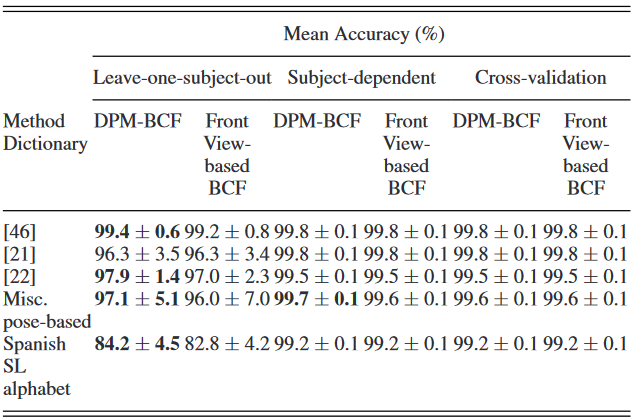 Mean Accuracy (%)
Leave-one-subject-out Subject-dependent Cross-validation
Method DPM-BCF Front DPM-BCF Front DPM-BCF Front
Dictionary View- View- View-
based based based
BCF BCF BCF
[46] 99.4 ± 0.6 99.2 ± 0.8 99.8 ± 0.1 99.8 ± 0.1 99.8 ± 0.1 99.8 ± 0.1
[21] 96.3 ± 3.5 96.3 ± 3.4 99.8 ± 0.1 99.8 ± 0.1 99.8 ± 0.1 99.8 ± 0.1
[22] 97.9 ± 1.4 97.0 ± 2.3 99.5 ± 0.1 99.5 ± 0.1 99.5 ± 0.1 99.5 ± 0.1
Misc. 97.1 ± 5.1 96.0 ± 7.0 99.7 ± 0.1 99.6 ± 0.1 99.6 ± 0.1 99.6 ± 0.1
pose-based
Spanish 84.2 ± 4.5 82.8 ± 4.2 99.2 ± 0.1 99.2 ± 0.1 99.2 ± 0.1 99.2 ± 0.1
SL
alphabet